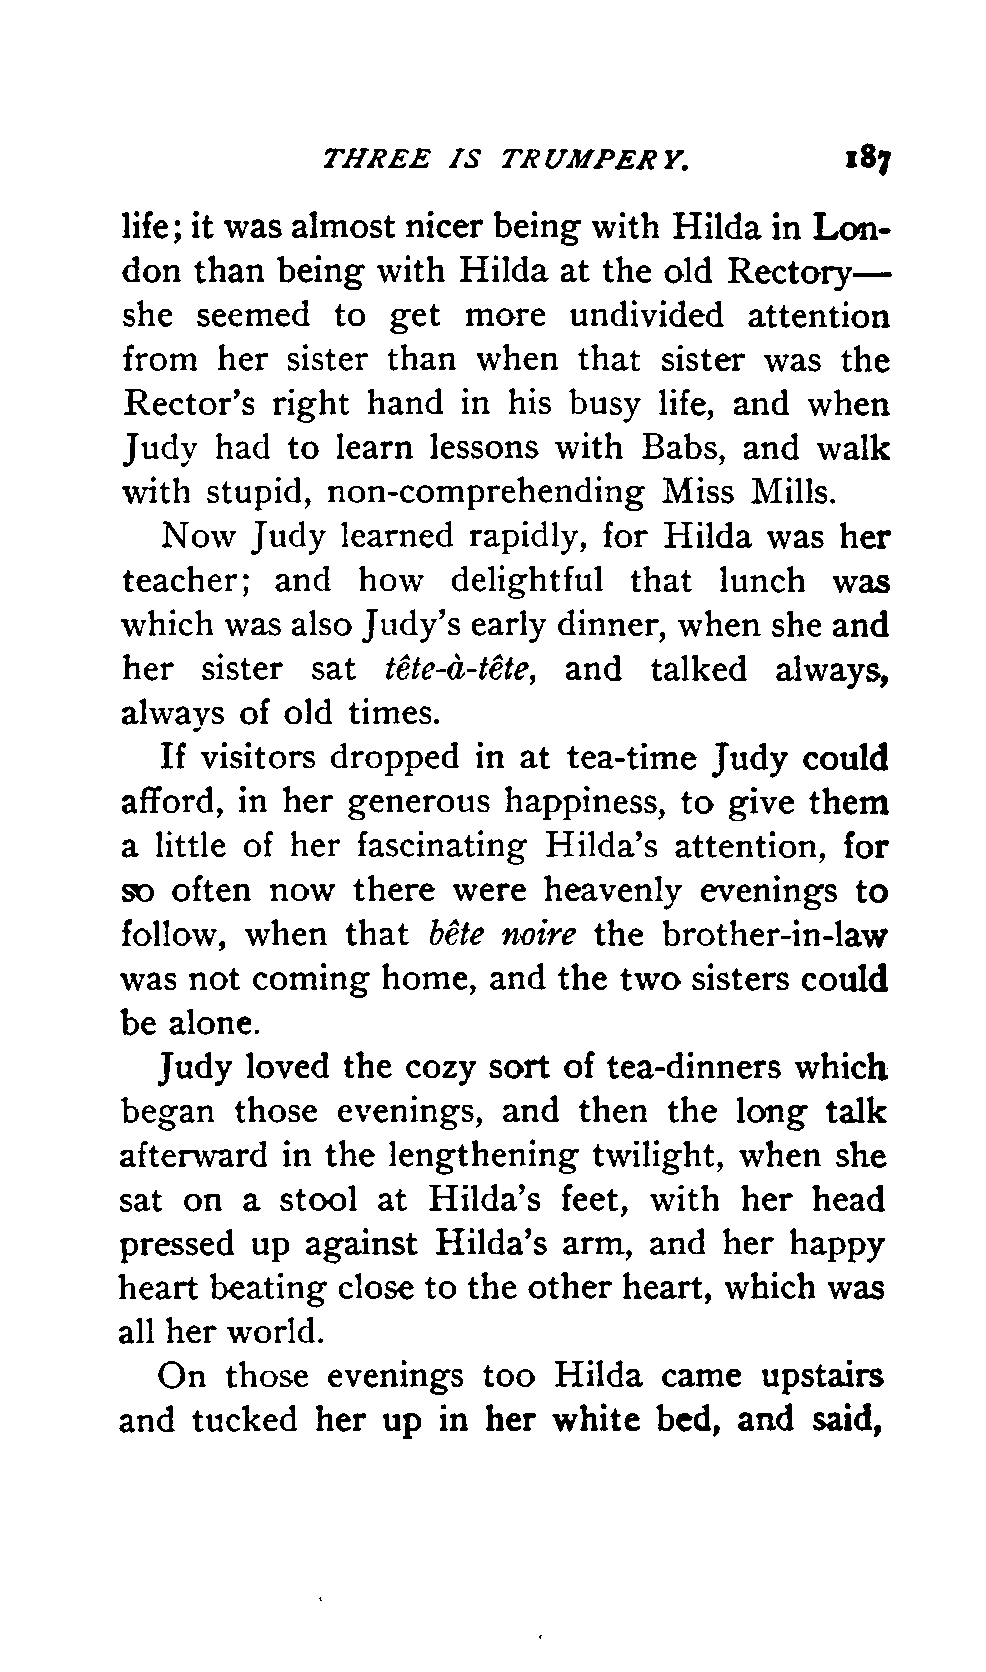 THREE IS TRUMPERY. 187
life; it was almost nicer being with Hilda in Lon-
don than being with Hilda at the old Rectory—
she seemed to get more undivided attention
from her sister than when that sister was the
Rector's right hand in his busy life, and when
Judy had to learn lessons with Babs, and walk
with stupid, non-comprehending Miss Mills.
Now Judy learned rapidly, for Hilda was her
teacher; and how delightful that lunch was
which was also Judy's early dinner, when she and
her sister sat tête-à-tête, and talked always,
always of old times.
If visitors dropped in at tea-time Judy could
afford, in her generous happiness, to give them
a little of her fascinating Hilda's attention, for
so often now there were heavenly evenings to
follow, when that bête noire the brother-in-law
was not coming home, and the two sisters could
be alone.
Judy loved the cozy sort of tea-dinners which
began those evenings, and then the long talk
afterward in the lengthening twilight, when she
sat on a stool at Hilda's feet, with her head
pressed up against Hilda's arm, and her happy
heart beating close to the other heart, which was
all her world.
On those evenings too Hilda came upstairs
and tucked her up in her white bed, and said,